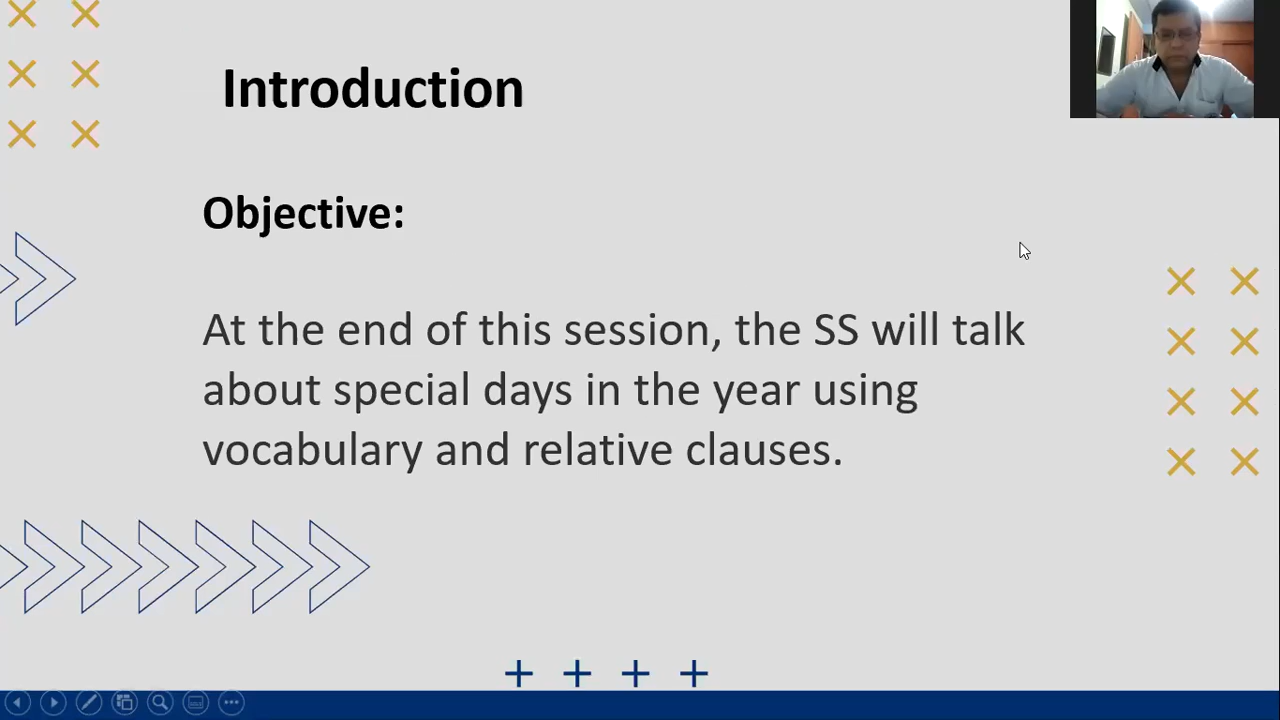 Introduction
Objective:
At the end of this session, the SS will talk
about special days in the year using
vocabulary and relative clauses.